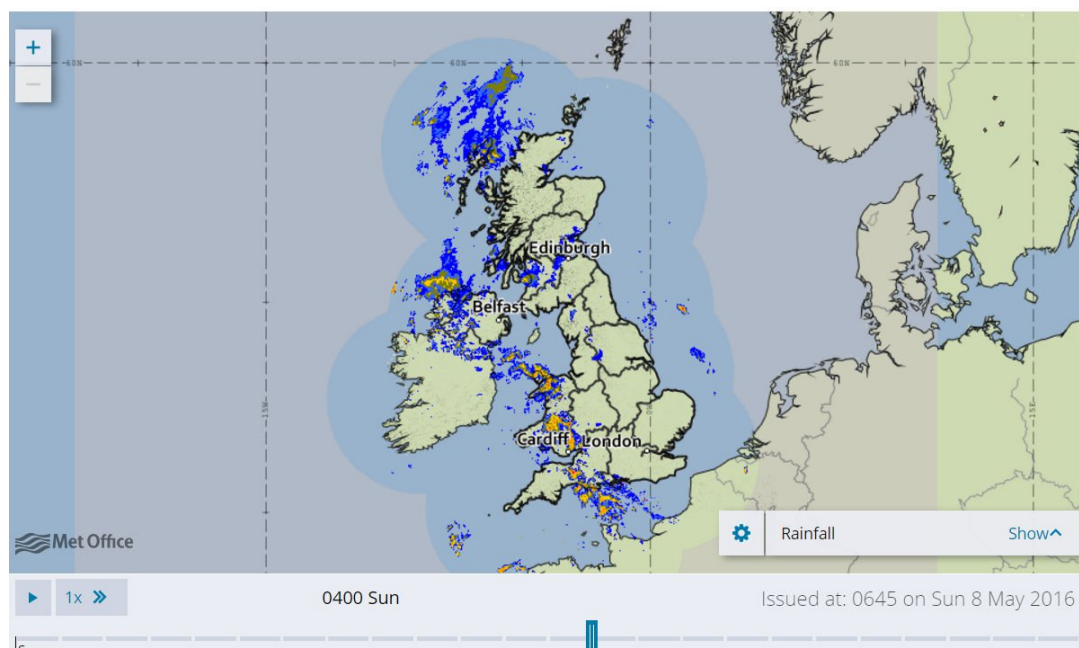 +
60N
60N
−
Edinburgh
Belfast
15W
15E
Cardiff
London
Met Office
Rainfall
Show
1x
0400 Sun
Issued at: 0645 on Sun 8 May 2016